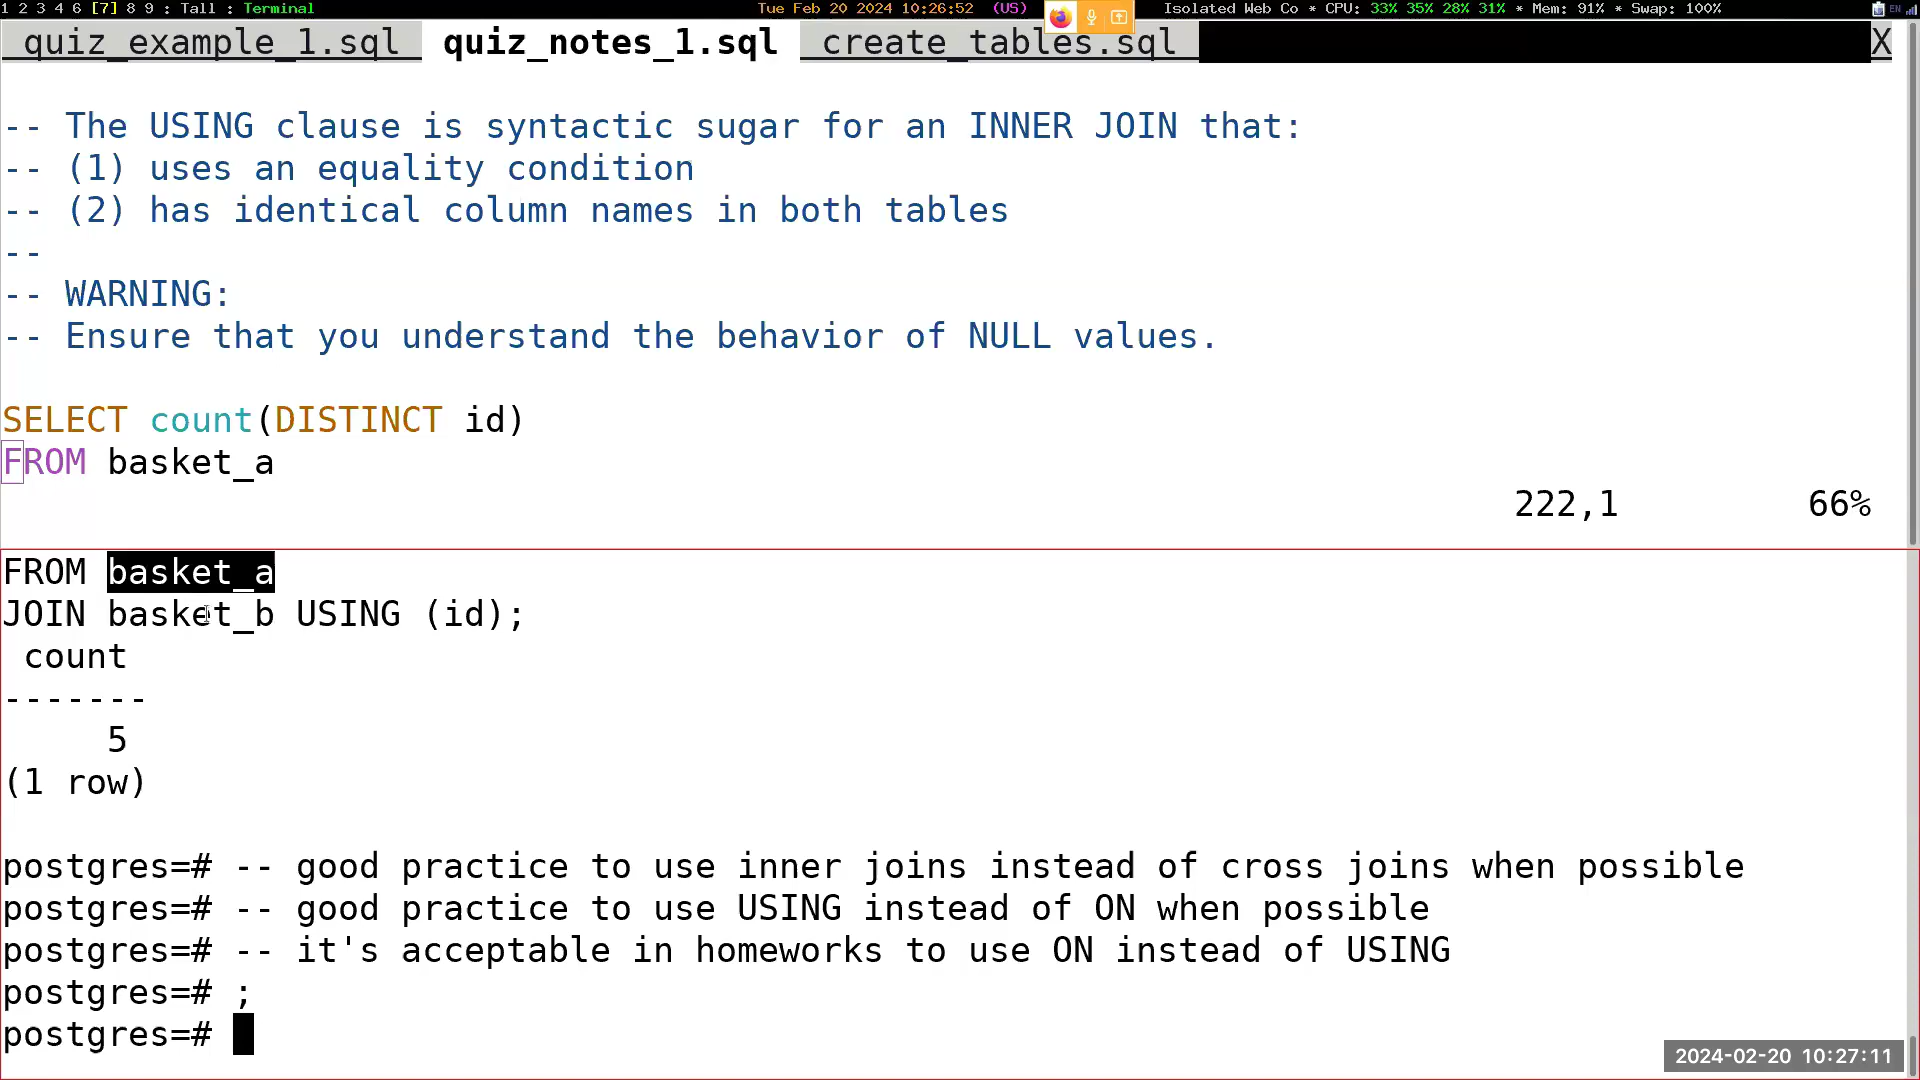 1 2 3 4 6 [7] 8 9 : Tall : Terminal Tue Feb 20 2024 10:26:52 (US) Isolated Web Co * CPU: 33% 35% 28% 31% * Mem: 91% * Swap: 100% EN
quiz_example_1.sql quiz_notes_1.sql create_tables.sql X
-- The USING clause is syntactic sugar for an INNER JOIN that:
-- (1) uses an equality condition
-- (2) has identical column names in both tables
--
-- WARNING:
-- Ensure that you understand the behavior of NULL values.
SELECT count(DISTINCT id)
FROM basket_a
222,1 66%
FROM basket_a
JOIN basket_b USING (id);
count
-------
5
(1 row)
postgres=# -- good practice to use inner joins instead of cross joins when possible
postgres=# -- good practice to use USING instead of ON when possible
postgres=# -- it's acceptable in homeworks to use ON instead of USING
postgres=# ;
postgres=#
2024-02-20 10:27:11